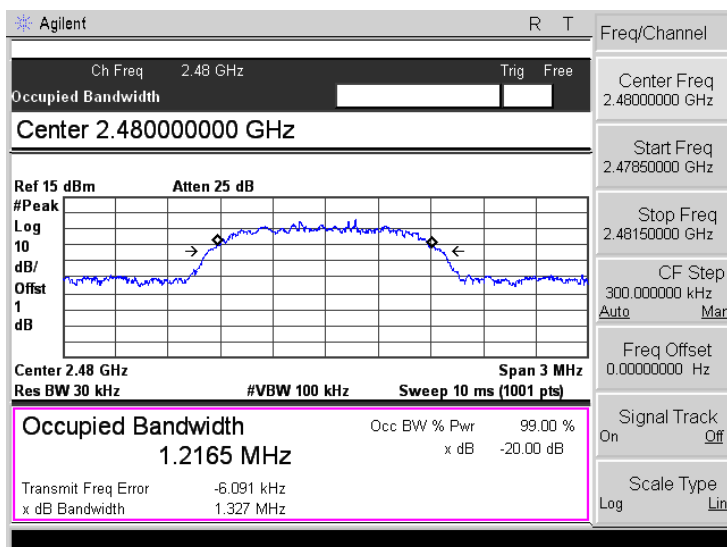 Agilent R T
Ch Freq 2.48 GHz Trig Free
Occupied Bandwidth
Center 2.480000000 GHz
Ref 15 dBm Atten 25 dB
#Peak
Log
10
dB/
Offst
1
dB
Center 2.48 GHz Span 3 MHz
Res BW 30 kHz #VBW 100 kHz Sweep 10 ms (1001 pts)
Occupied Bandwidth Occ BW % Pwr 99.00 %
1.2165 MHz x dB -20.00 dB
Transmit Freq Error -6.091 kHz
x dB Bandwidth 1.327 MHz
Freq/Channel
Center Freq
2.48000000 GHz
Start Freq
2.47850000 GHz
Stop Freq
2.48150000 GHz
CF Step
300.000000 kHz
Auto Man
Freq Offset
0.00000000 Hz
Signal Track
On Off
Scale Type
Log Lin